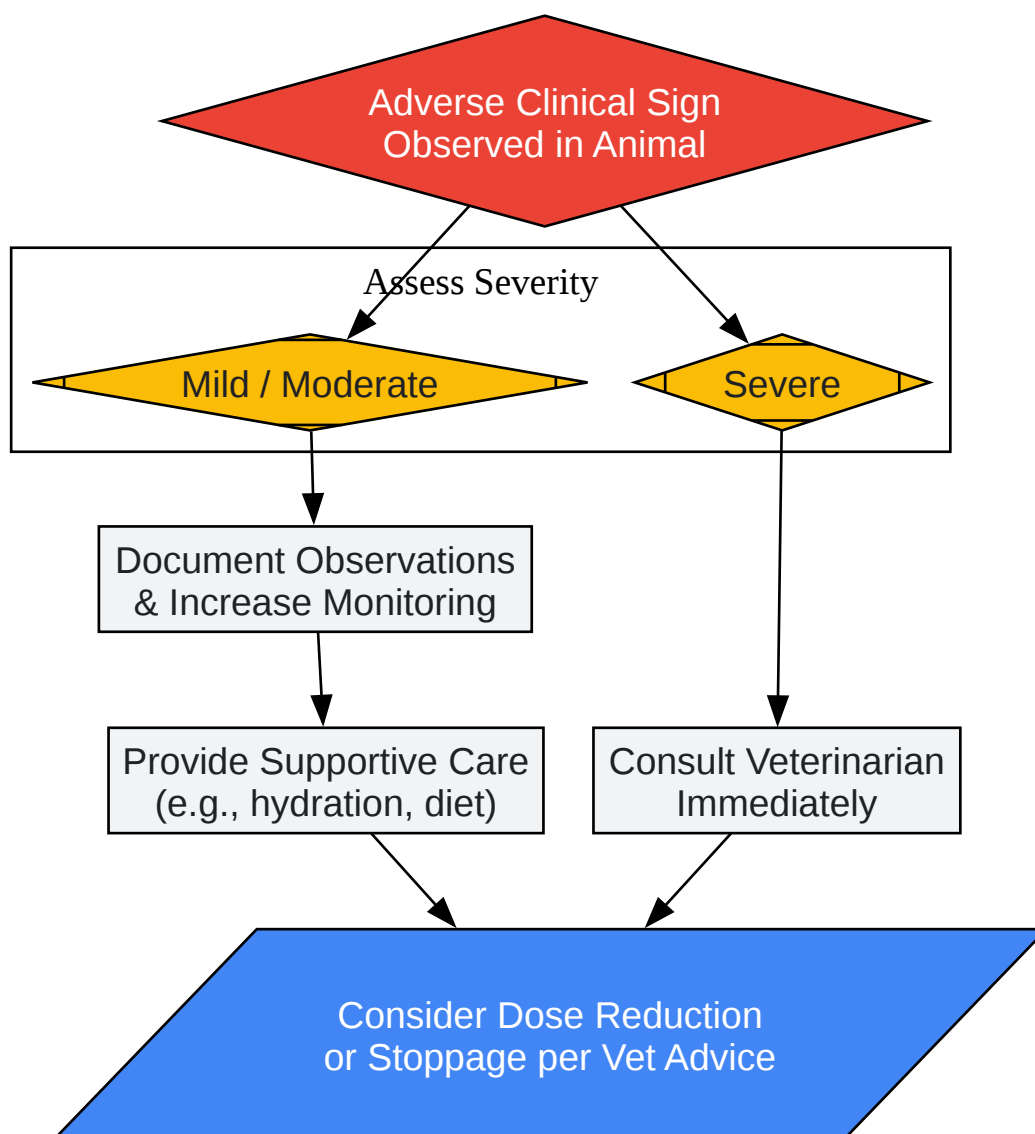 Adverse Clinical Sign
Observed in Animal
Assess Severity
Mild / Moderate
Severe
Document Observations
& Increase Monitoring
Provide Supportive Care
(e.g., hydration, diet)
Consult Veterinarian
Immediately
Consider Dose Reduction
or Stoppage per Vet Advice